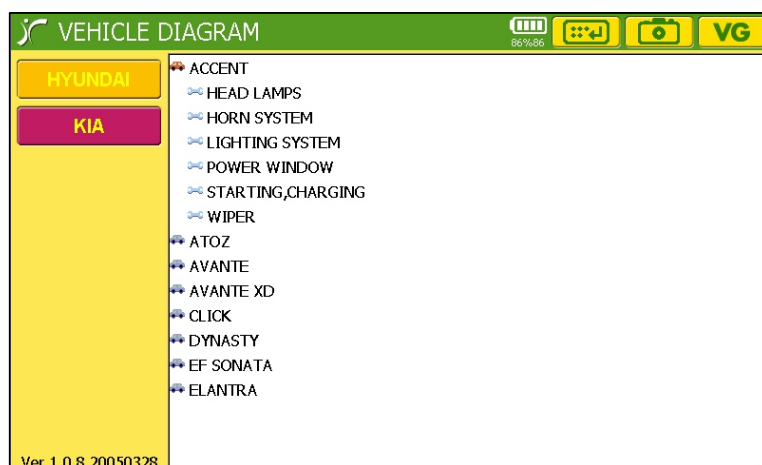 VEHICLE DIAGRAM
86%86
VG
HYUNDAI
KIA
ACCENT
HEAD LAMPS
HORN SYSTEM
LIGHTING SYSTEM
POWER WINDOW
STARTING,CHARGING
WIPER
ATOZ
AVANTE
AVANTE XD
CLICK
DYNASTY
EF SONATA
ELANTRA
Ver 1.0.8 20050328